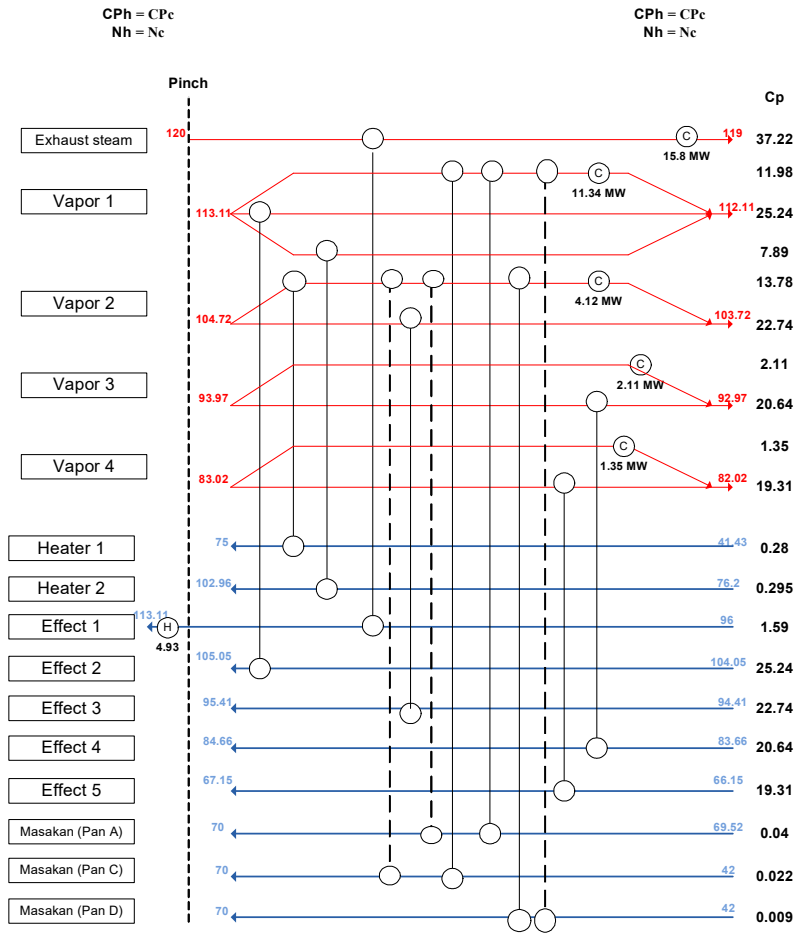 CPh = CPc
Nh = Nc
CPh = CPc
Nh = Nc
Pinch
Cp
Exhaust steam
120
C
119
37.22
15.8 MW
11.98
C
11.34 MW
Vapor 1
113.11
112.11
25.24
7.89
13.78
C
4.12 MW
Vapor 2
104.72
103.72
22.74
2.11
C
2.11 MW
Vapor 3
93.97
92.97
20.64
1.35
C
1.35 MW
Vapor 4
83.02
82.02
19.31
Heater 1
75
41.43
0.28
Heater 2
102.96
76.2
0.295
Effect 1
113.11
H
4.93
96
1.59
Effect 2
105.05
104.05
25.24
Effect 3
95.41
94.41
22.74
Effect 4
84.66
83.66
20.64
Effect 5
67.15
66.15
19.31
Masakan (Pan A)
70
69.52
0.04
Masakan (Pan C)
70
42
0.022
Masakan (Pan D)
70
42
0.009